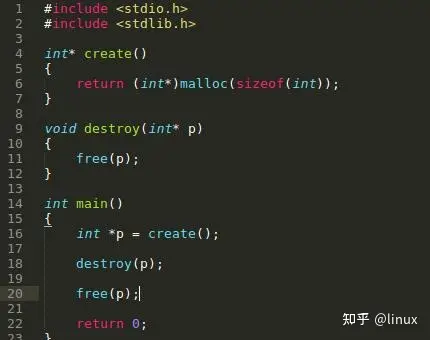 1 #include <stdio.h>
2 #include <stdlib.h>
3
4 int* create()
5 {
6     return (int*)malloc(sizeof(int));
7 }
8
9 void destroy(int* p)
10 {
11     free(p);
12 }
13
14 int main()
15 {
16     int *p = create();
17
18     destroy(p);
19
20     free(p);
21
22     return 0;
23 }
知乎 @linux